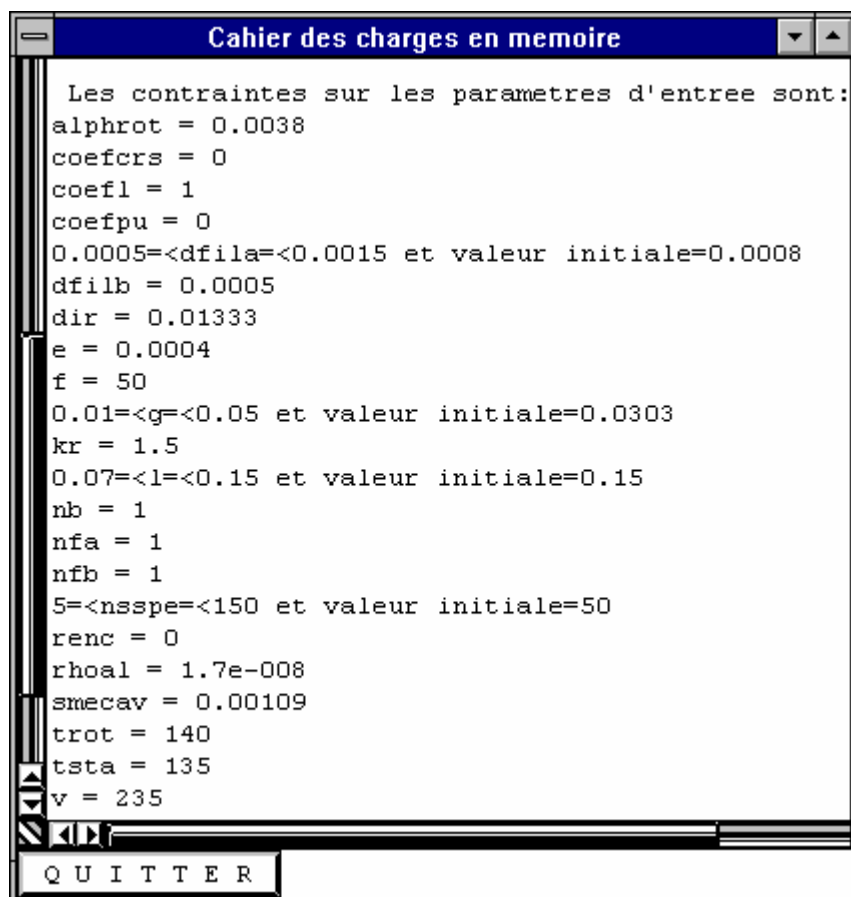 Cahier des charges en memoire
Les contraintes sur les parametres d'entree sont:
alphrot = 0.0038
coefcrs = 0
coefl = 1
coefpu = 0
0.0005=<dfila=<0.0015 et valeur initiale=0.0008
dfilb = 0.0005
dir = 0.01333
e = 0.0004
f = 50
0.01=<g=<0.05 et valeur initiale=0.0303
kr = 1.5
0.07=<l=<0.15 et valeur initiale=0.15
nb = 1
nfa = 1
nfb = 1
5=<nsspe=<150 et valeur initiale=50
renc = 0
rhoal = 1.7e-008
smecav = 0.00109
trot = 140
tsta = 135
v = 235
Q U I T T E R